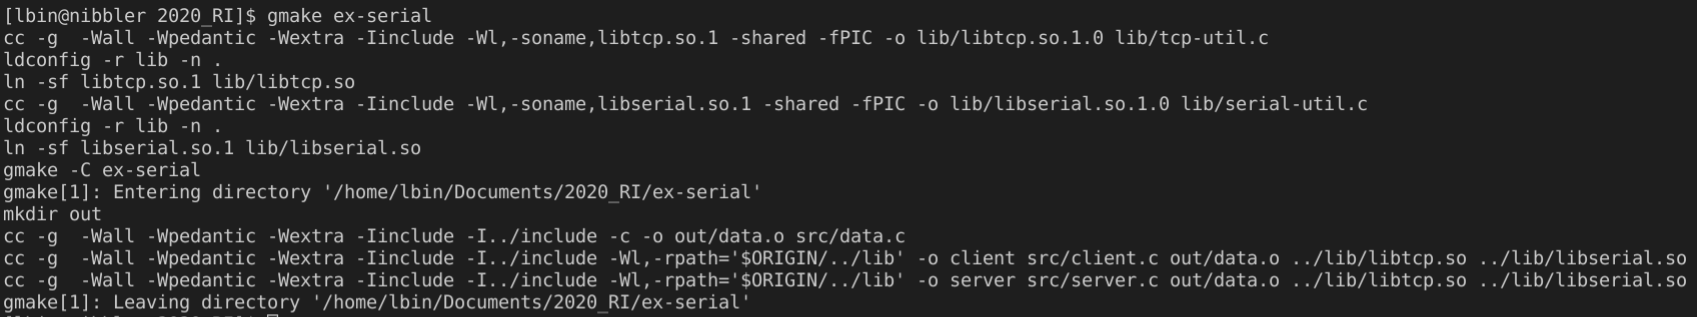 [lbin@nibbler 2020_RI]$ gmake ex-serial
cc -g  -Wall -Wpedantic -Wextra -Iinclude -Wl,-soname,libtcp.so.1 -shared -fPIC -o lib/libtcp.so.1.0 lib/tcp-util.c
ldconfig -r lib -n .
ln -sf libtcp.so.1 lib/libtcp.so
cc -g  -Wall -Wpedantic -Wextra -Iinclude -Wl,-soname,libserial.so.1 -shared -fPIC -o lib/libserial.so.1.0 lib/serial-util.c
ldconfig -r lib -n .
ln -sf libserial.so.1 lib/libserial.so
gmake -C ex-serial
gmake[1]: Entering directory '/home/lbin/Documents/2020_RI/ex-serial'
mkdir out
cc -g  -Wall -Wpedantic -Wextra -Iinclude -I../include -c -o out/data.o src/data.c
cc -g  -Wall -Wpedantic -Wextra -Iinclude -I../include -Wl,-rpath='$ORIGIN/../lib' -o client src/client.c out/data.o ../lib/libtcp.so ../lib/libserial.so
cc -g  -Wall -Wpedantic -Wextra -Iinclude -I../include -Wl,-rpath='$ORIGIN/../lib' -o server src/server.c out/data.o ../lib/libtcp.so ../lib/libserial.so
gmake[1]: Leaving directory '/home/lbin/Documents/2020_RI/ex-serial'